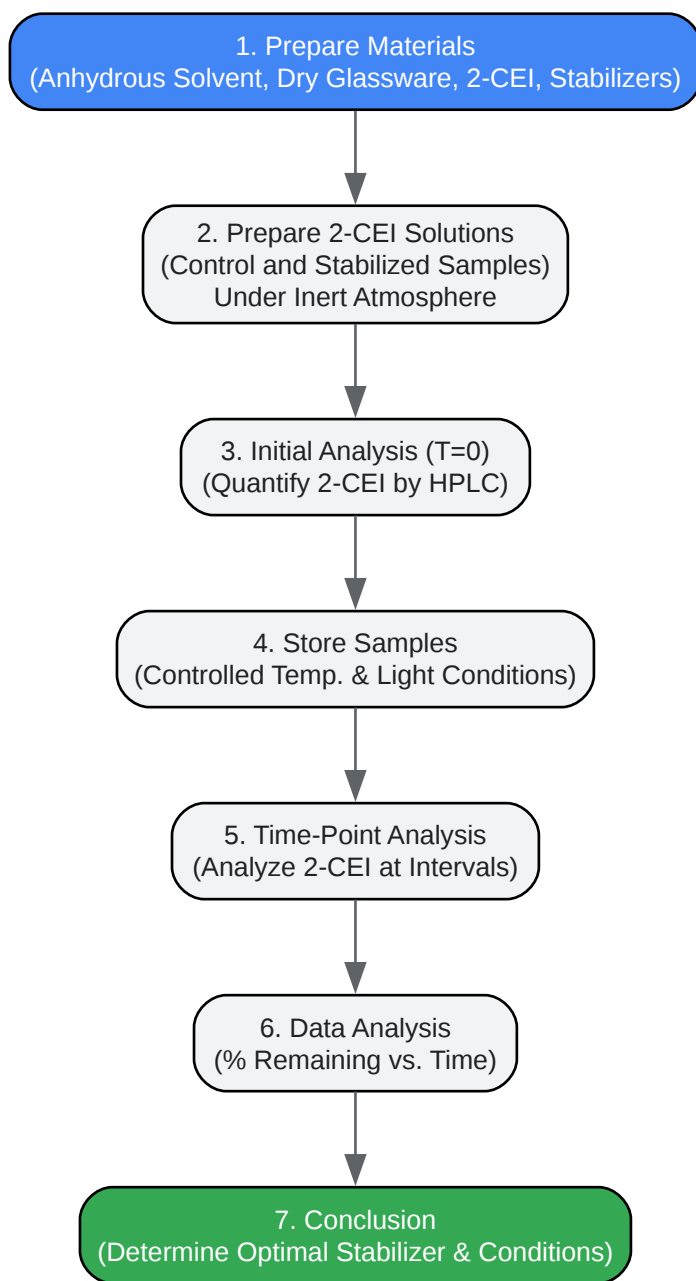 1. Prepare Materials
(Anhydrous Solvent, Dry Glassware, 2-CEI, Stabilizers)
2. Prepare 2-CEI Solutions
(Control and Stabilized Samples)
Under Inert Atmosphere
3. Initial Analysis (T=0)
(Quantify 2-CEI by HPLC)
4. Store Samples
(Controlled Temp. & Light Conditions)
5. Time-Point Analysis
(Analyze 2-CEI at Intervals)
6. Data Analysis
(% Remaining vs. Time)
7. Conclusion
(Determine Optimal Stabilizer & Conditions)